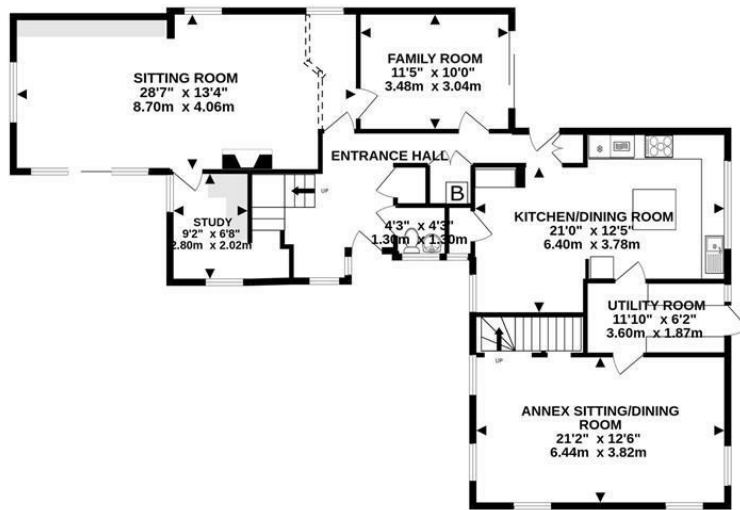 SITTING ROOM
28'7" x 13'4"
8.70m x 4.06m
FAMILY ROOM
11'5" x 10'0"
3.48m x 3.04m
ENTRANCE HALL
UP
B
STUDY
9'2" x 6'8"
2.80m x 2.02m
4'3" x 4'3"
1.30m x 1.30m
KITCHEN/DINING ROOM
21'0" x 12'5"
6.40m x 3.78m
UTILITY ROOM
11'10" x 6'2"
3.60m x 1.87m
UP
ANNEX SITTING/DINING
ROOM
21'2" x 12'6"
6.44m x 3.82m